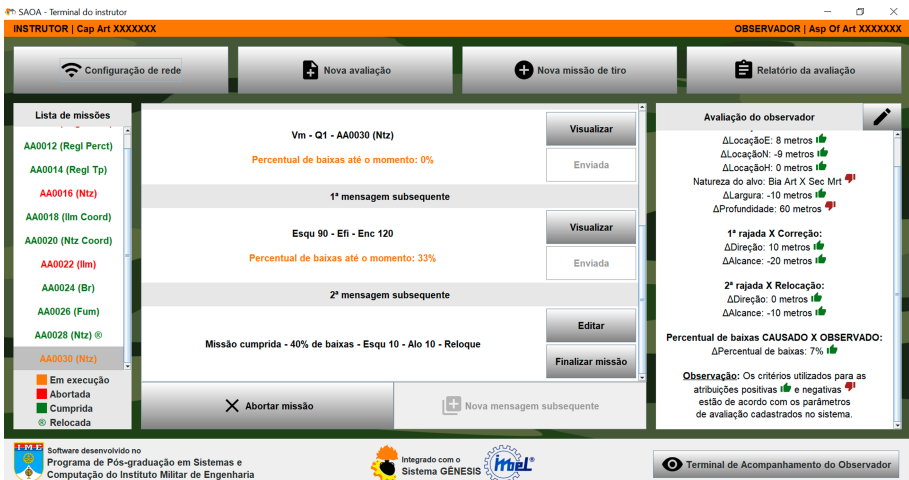 SAOA - Terminal do instrutor
INSTRUTOR | Cap Art XXXXXXX
OBSERVADOR | Asp Of Art XXXXXXX
Configuração de rede
Nova avaliação
Nova missão de tiro
Relatório da avaliação
Lista de missões
AA0012 (Regl Perct)
AA0014 (Regl Tp)
AA0016 (Ntz)
AA0018 (Ilm Coord)
AA0020 (Ntz Coord)
AA0022 (Ilm)
AA0024 (Br)
AA0026 (Fum)
AA0028 (Ntz) ®
AA0030 (Ntz)
Em execução
Abortada
Cumprida
® Relocada
Vm - Q1 - AA0030 (Ntz)
Percentual de baixas até o momento: 0%
Visualizar
Enviada
1ª mensagem subsequente
Esqu 90 - Efi - Enc 120
Percentual de baixas até o momento: 33%
Visualizar
Enviada
2ª mensagem subsequente
Missão cumprida - 40% de baixas - Esqu 10 - Alo 10 - Reloque
Editar
Finalizar missão
Abortar missão
Nova mensagem subsequente
Avaliação do observador
ΔLocaçãoE: 8 metros
ΔLocaçãoN: -9 metros
ΔLocaçãoH: 0 metros
Natureza do alvo: Bia Art X Sec Mrt
ΔLargura: -10 metros
ΔProfundidade: 60 metros
1ª rajada X Correção:
ΔDireção: 10 metros
ΔAlcance: -20 metros
2ª rajada X Relocação:
ΔDireção: 0 metros
ΔAlcance: -10 metros
Percentual de baixas CAUSADO X OBSERVADO:
ΔPercentual de baixas: 7%
Observação: Os critérios utilizados para as
atribuições positivas e negativas
estão de acordo com os parâmetros
de avaliação cadastrados no sistema.
I-M-E
Software desenvolvido no
Programa de Pós-graduação em Sistemas e
Computação do Instituto Militar de Engenharia
Integrado com o
Sistema GÊNESIS
imbel®
Terminal de Acompanhamento do Observador